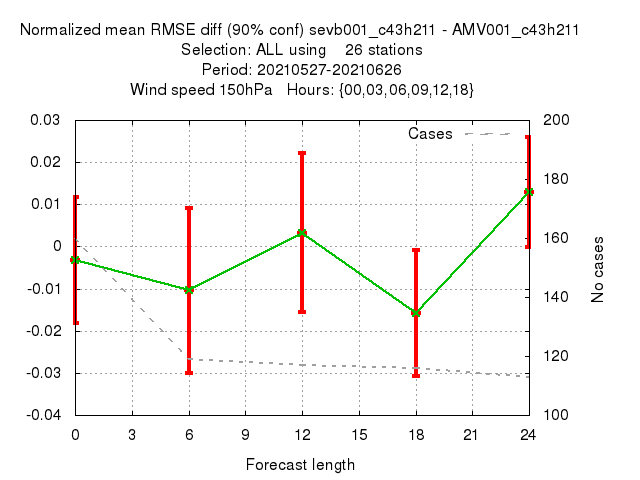 Normalized mean RMSE diff (90% conf) sevb001_c43h211 - AMV001_c43h211
Selection: ALL using    26 stations
Period: 20210527-20210626
Wind speed 150hPa   Hours: {00,03,06,09,12,18}
Cases
0.03
0.02
0.01
0
-0.01
-0.02
-0.03
-0.04
200
180
160
140
120
100
No cases
0 3 6 9 12 15 18 21 24
Forecast length